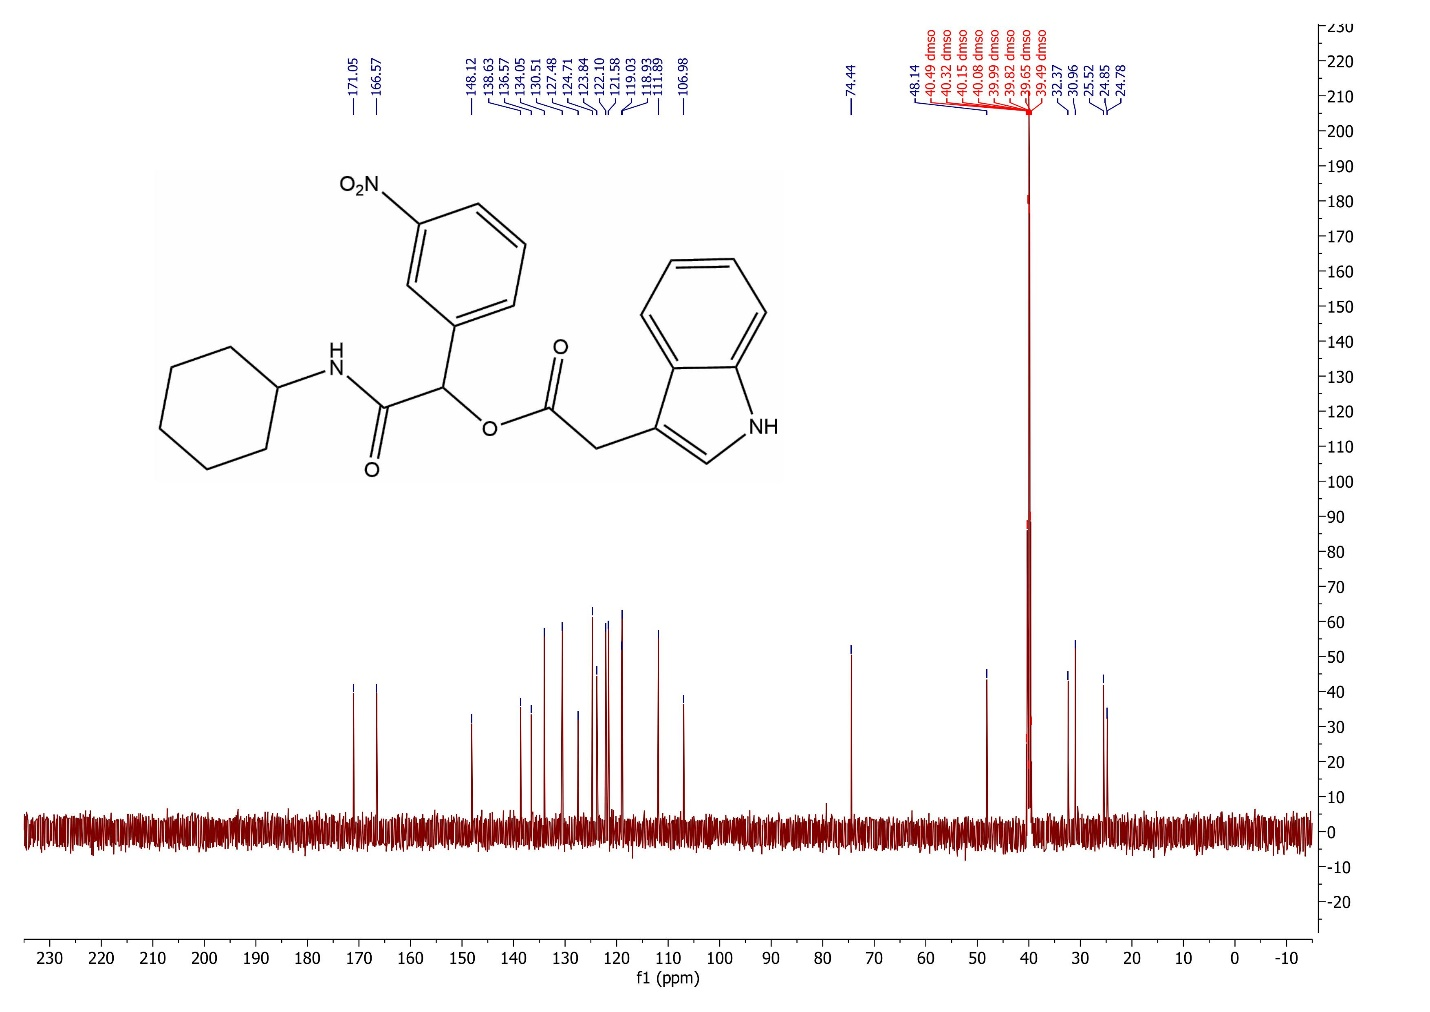 171.05
166.57
148.12
138.63
136.57
134.05
130.51
127.48
124.71
123.84
122.10
121.58
119.03
118.93
111.89
106.98
74.44
48.14
40.49 dmso
40.32 dmso
40.15 dmso
40.08 dmso
39.99 dmso
39.82 dmso
39.65 dmso
39.49 dmso
32.37
30.96
25.52
24.85
24.78
O2N
H
N
O
O
O
NH
230
220
210
200
190
180
170
160
150
140
130
120
110
100
90
80
70
60
50
40
30
20
10
0
-10
-20
230 220 210 200 190 180 170 160 150 140 130 120 110 100 90 80 70 60 50 40 30 20 10 0 -10
f1 (ppm)